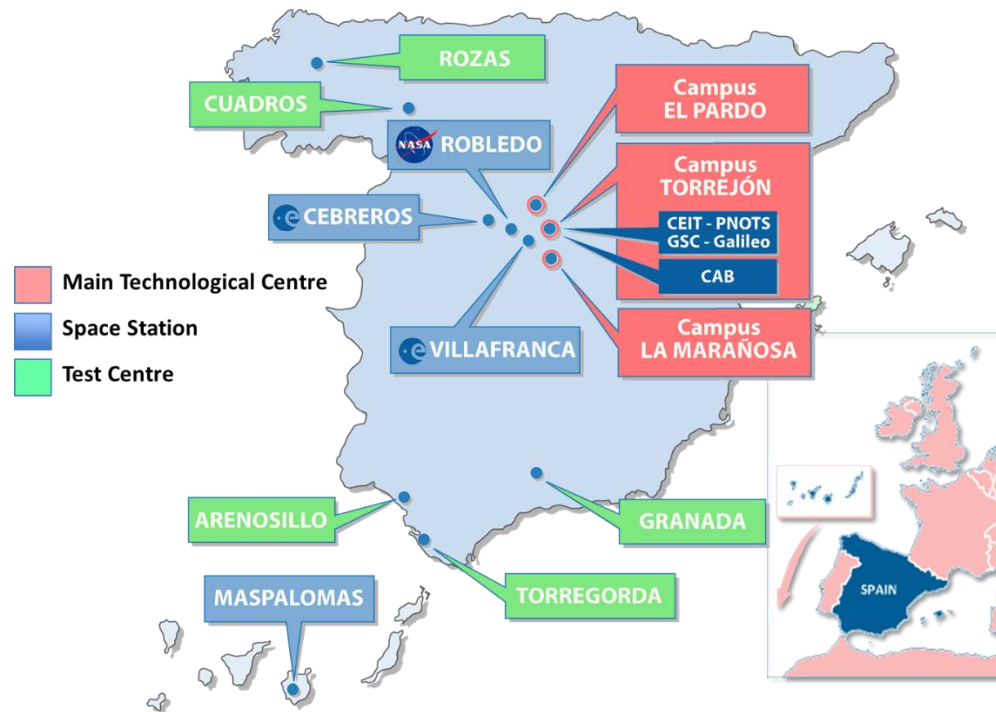 ROZAS
CUADROS
Campus
EL PARDO
NASA
ROBLEDO
Campus
TORREJÓN
CEIT - PNOTS
GSC - Galileo
CAB
e CEBREROS
Main Technological Centre
Space Station
Test Centre
e VILLAFRANCA
Campus
LA MARAÑOSA
ARENOSILLO
GRANADA
MASPALOMAS
TORREGORDA
SPAIN